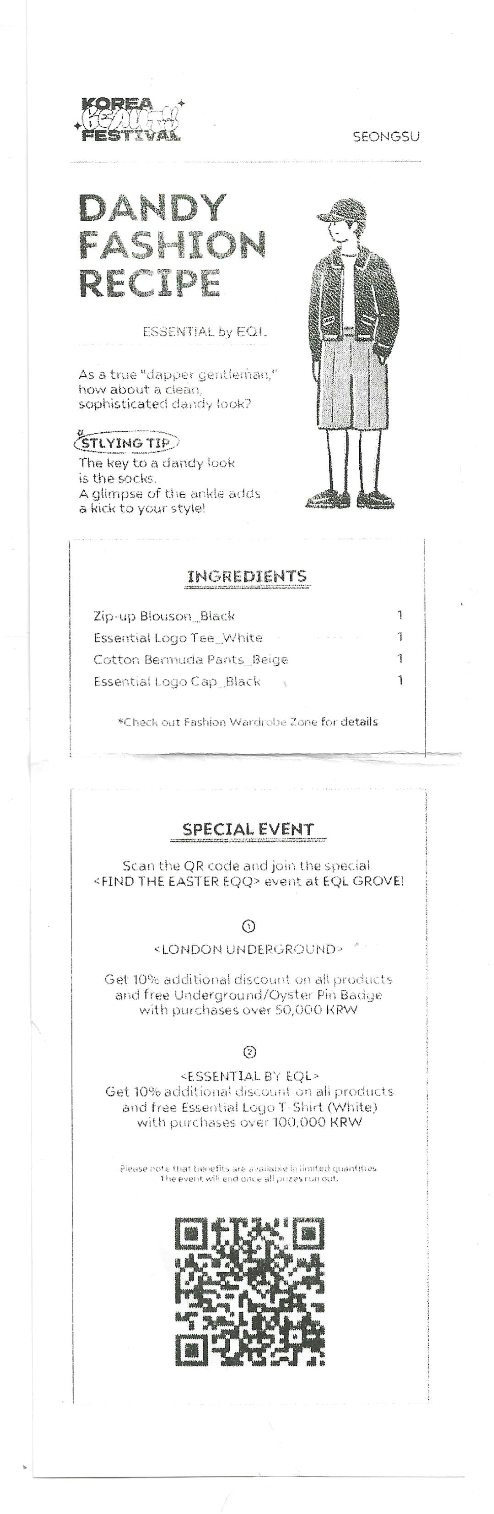 KOREA
BEAUTY
FESTIVAL
SEONGSU
DANDY
FASHION
RECIPE
ESSENTIAL by EQL
As a true "dapper gentleman,"
how about a clean,
sophisticated dandy look?
STLYING TIP
The key to a dandy look
is the socks.
A glimpse of the ankle adds
a kick to your style!
INGREDIENTS
Zip-up Blouson_Black 1
Essential Logo Tee_White 1
Cotton Bermuda Pants_Beige 1
Essential Logo Cap_Black 1
*Check out Fashion Wardrobe Zone for details
SPECIAL EVENT
Scan the QR code and join the special
<FIND THE EASTER EQQ> event at EQL GROVE!
①
<LONDON UNDERGROUND>
Get 10% additional discount on all products
and free Underground/Oyster Pin Badge
with purchases over 50,000 KRW
②
<ESSENTIAL BY EQL>
Get 10% additional discount on all products
and free Essential Logo T-Shirt (White)
with purchases over 100,000 KRW
Please note that benefits are available in limited quantities.
The event will end once all prizes run out.